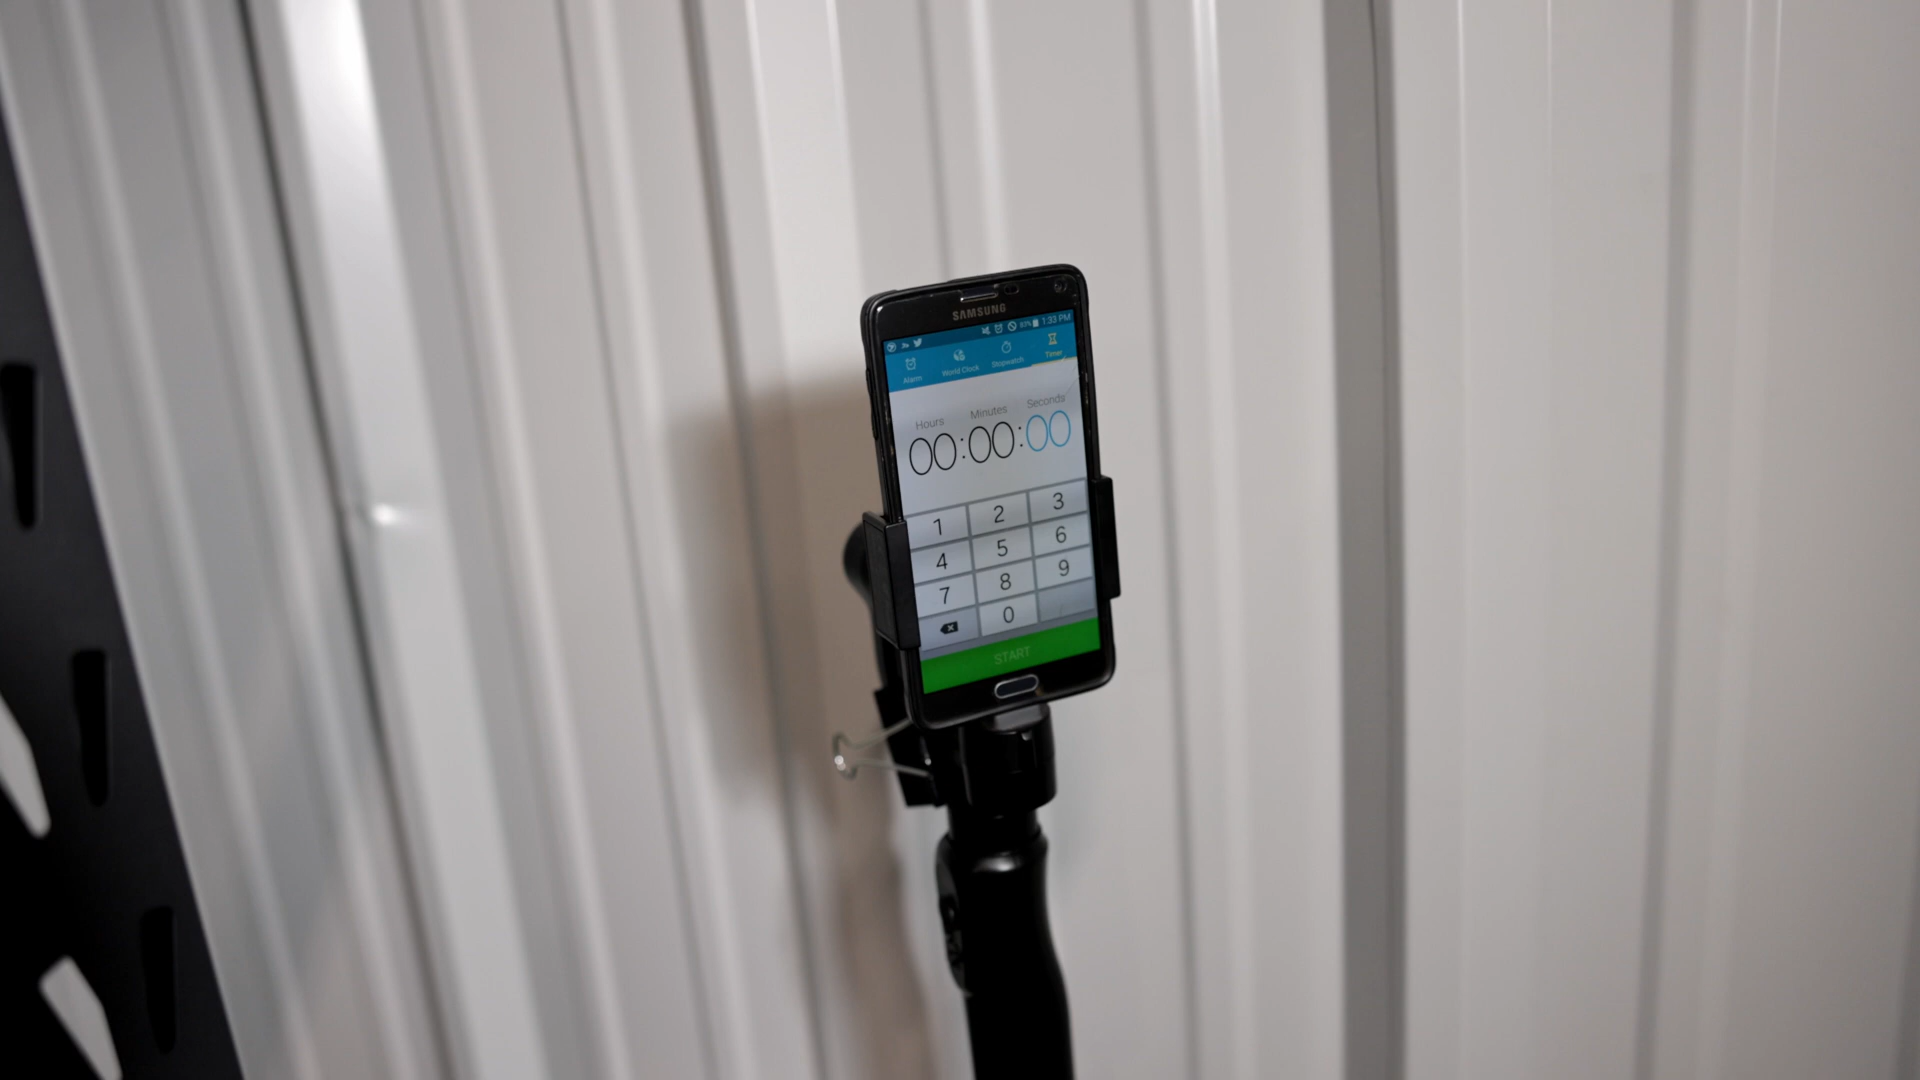 SAMSUNG
83% 1:33 PM
Alarm World Clock Stopwatch Timer
Hours Minutes Seconds
00:00:00
1 2 3
4 5 6
7 8 9
0
START